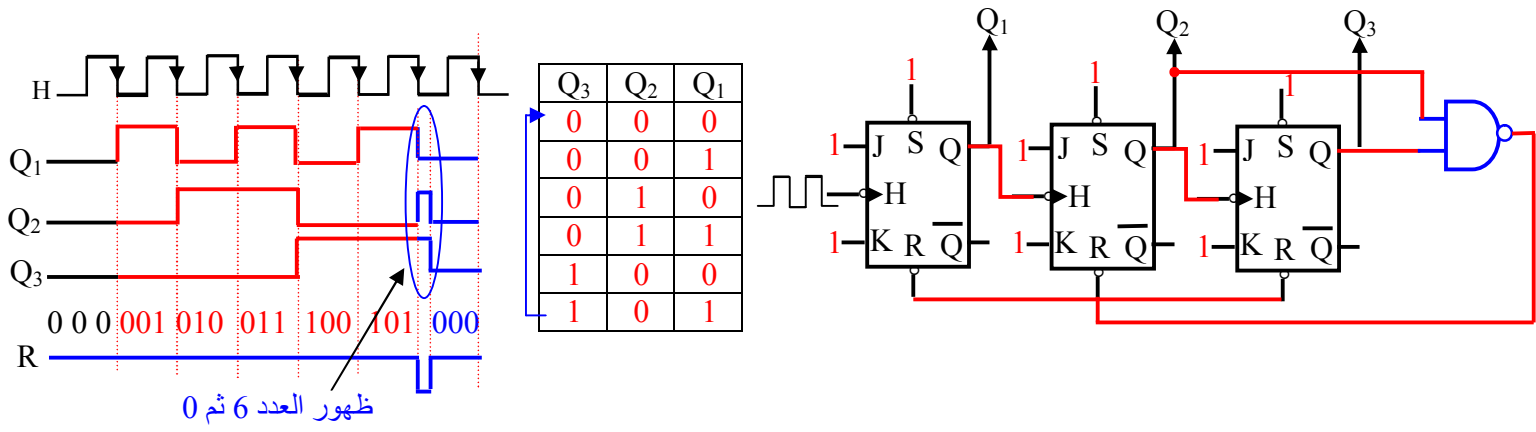 H
Q1
Q2
Q3
0 0 0 001 010 011 100 101 000
R
ظهور العدد 6 ثم 0
Q3 Q2 Q1
0 0 0
0 0 1
0 1 0
0 1 1
1 0 0
1 0 1
Q1 Q2 Q3
1 1 1
1 J S Q 1 J S Q 1 J S Q
H H H
1 K R Q̅ 1 K R Q̅ 1 K R Q̅